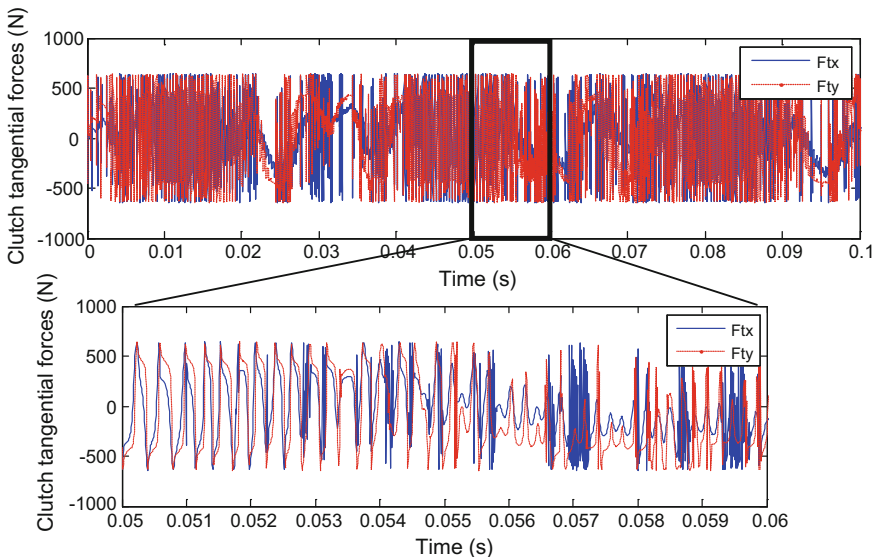 Clutch tangential forces (N)
1000
500
0
-500
-1000
Ftx
Fty
0 0.01 0.02 0.03 0.04 0.05 0.06 0.07 0.08 0.09 0.1
Time (s)
Clutch tangential forces (N)
1000
500
0
-500
-1000
Ftx
Fty
0.05 0.051 0.052 0.053 0.054 0.055 0.056 0.057 0.058 0.059 0.06
Time (s)